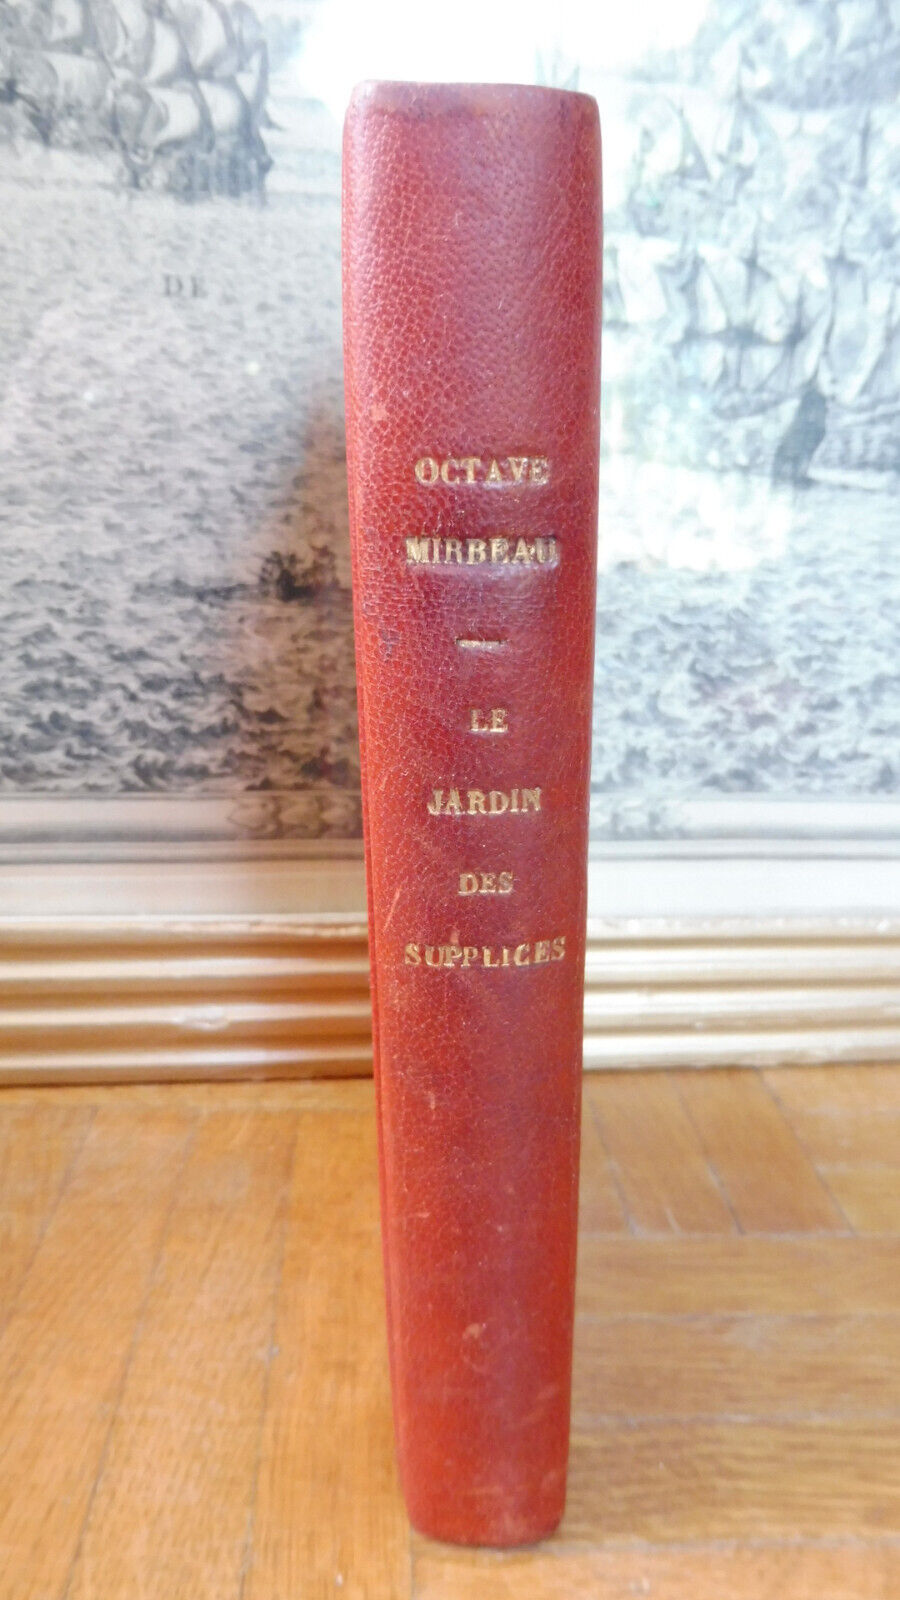 DE
OCTAVE
MIRBEAU
LE
JARDIN
DES
SUPPLICES